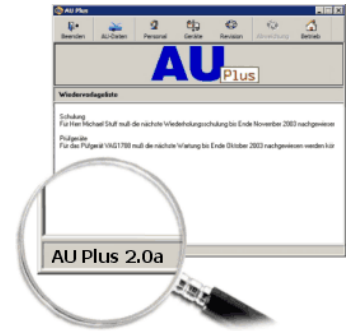 AU Plus
Beenden AU-Daten Personal Geräte Revision Abrechnung Betrieb
AU
Plus
Wiedervorlageliste
Schulung
Für Herr Michael Stuff muß die nächste Wiederholungsschulung bis Ende November 2003 nachgewiesen
Prüfgeräte
Für das Prüfgerät VAG1788 muß die nächste Wartung bis Ende Oktober 2003 nachgewiesen werden kör
AU Plus 2.0a